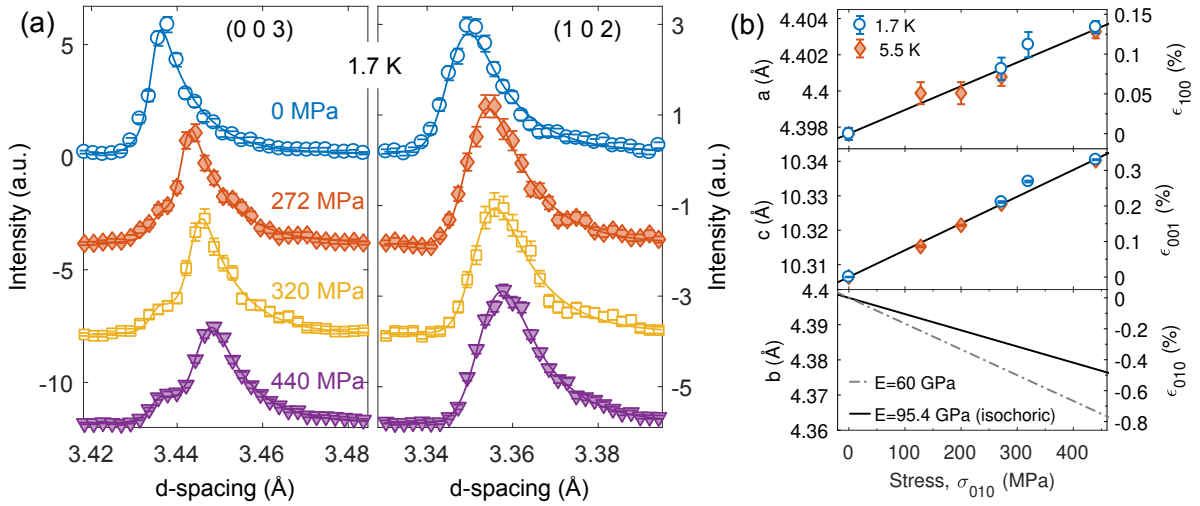 (a)
(0 0 3)
(1 0 2)
1.7 K
0 MPa
272 MPa
320 MPa
440 MPa
Intensity (a.u.)
5
0
-5
-10
3.42
3.44
3.46
3.48
d-spacing (Å)
Intensity (a.u.)
3
1
-1
-3
-5
3.34
3.36
3.38
d-spacing (Å)
(b)
1.7 K
5.5 K
a (Å)
4.404
4.4
4.398
0.15
0.1
0.05
0
ϵ100 (%)
c (Å)
10.34
10.33
10.32
10.31
0.3
0.2
0.1
0
ϵ001 (%)
b (Å)
4.4
4.39
4.38
4.37
4.36
0
-0.2
-0.4
-0.6
-0.8
ϵ010 (%)
E=60 GPa
E=95.4 GPa (isochoric)
0
100
200
300
400
Stress, σ010 (MPa)